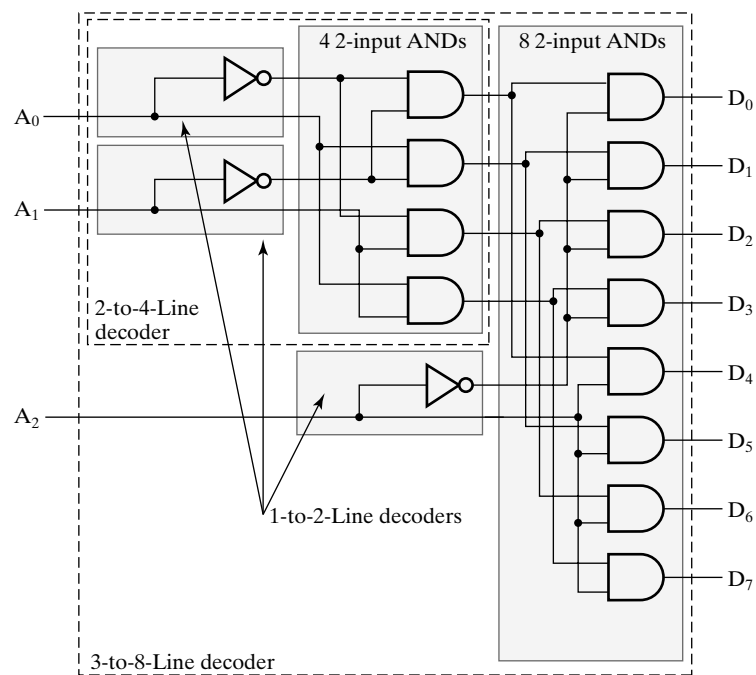 4 2-input ANDs
8 2-input ANDs
A0
A1
A2
2-to-4-Line
decoder
1-to-2-Line decoders
3-to-8-Line decoder
D0
D1
D2
D3
D4
D5
D6
D7